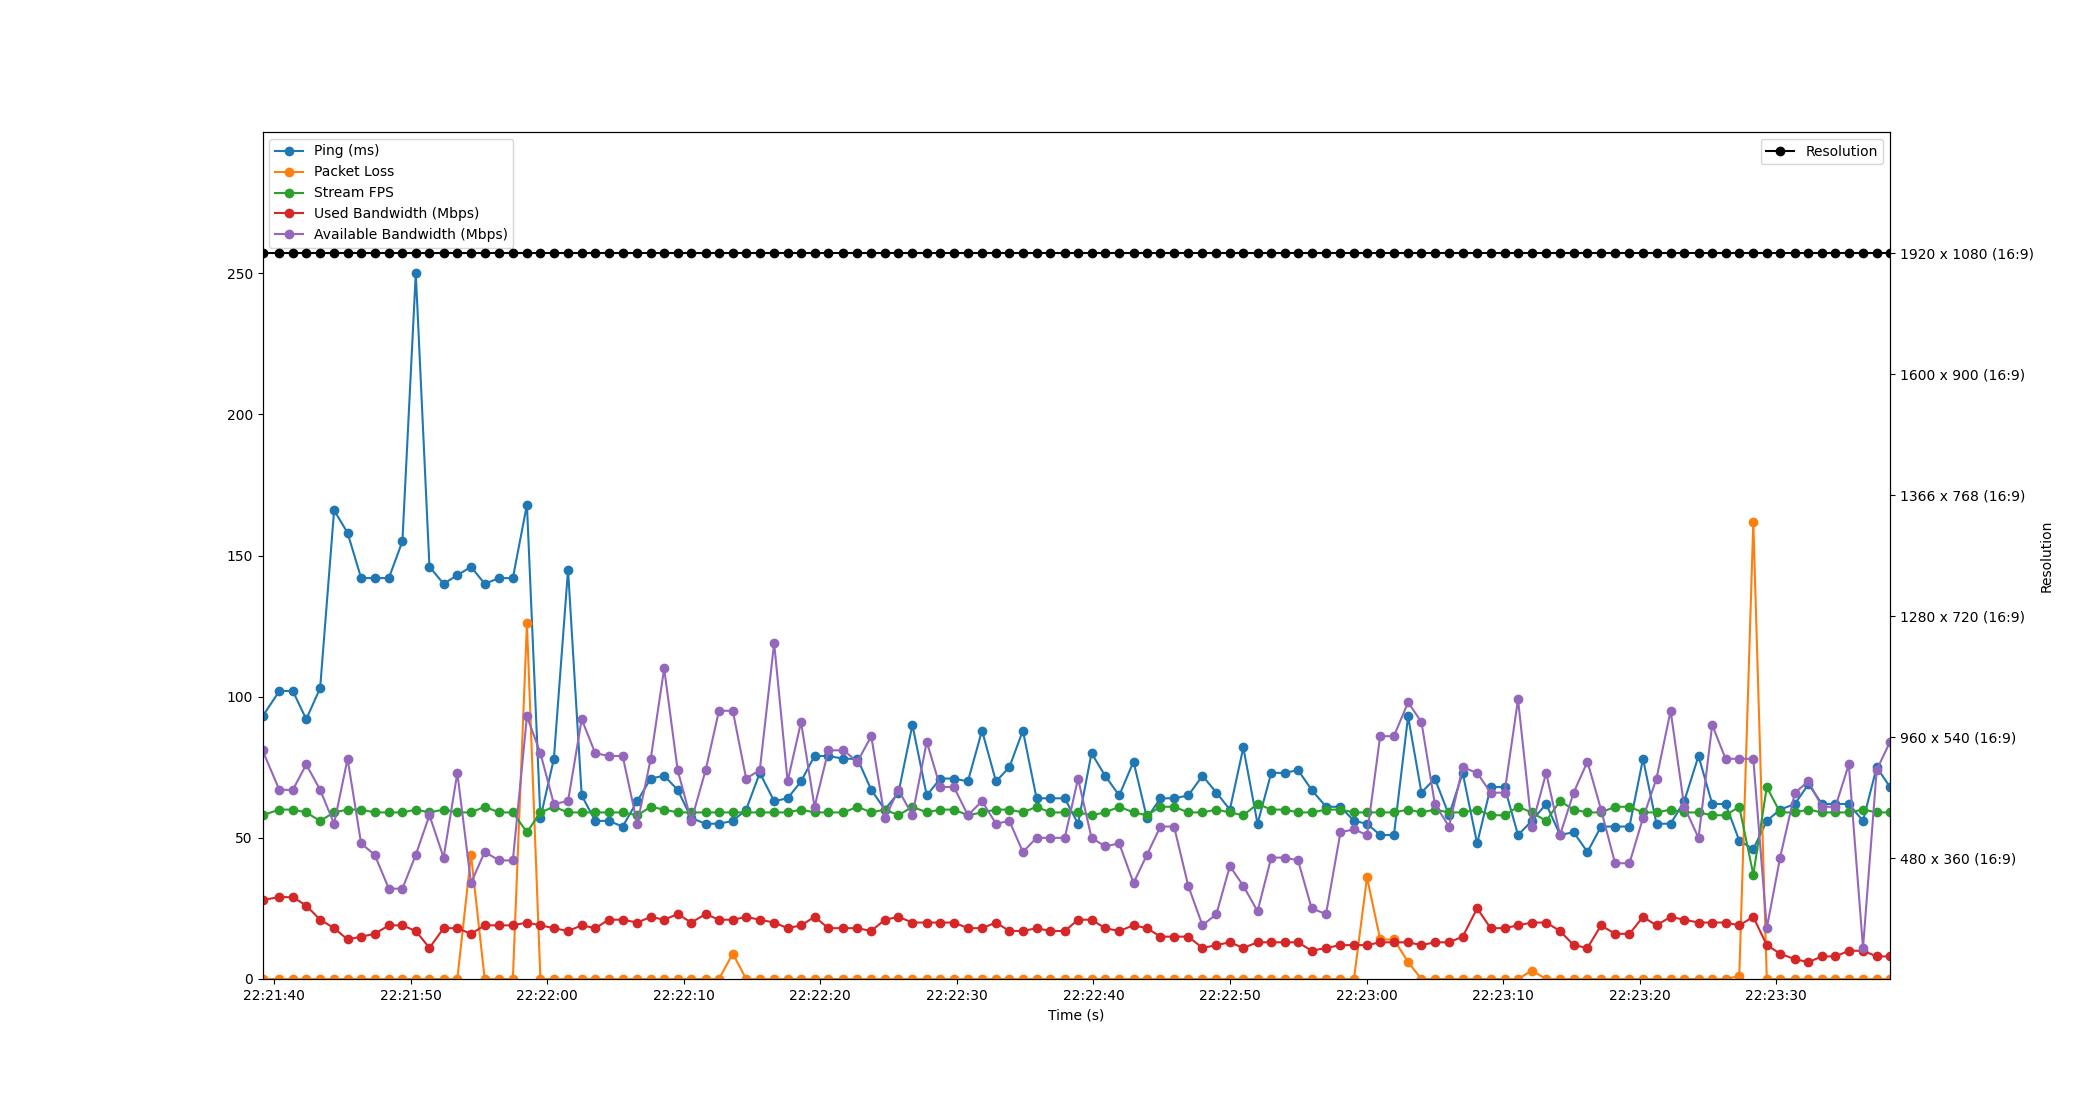 Ping (ms)
Packet Loss
Stream FPS
Used Bandwidth (Mbps)
Available Bandwidth (Mbps)
Resolution
250
200
150
100
50
0
1920 x 1080 (16:9)
1600 x 900 (16:9)
1366 x 768 (16:9)
1280 x 720 (16:9)
960 x 540 (16:9)
480 x 360 (16:9)
Resolution
22:21:40
22:21:50
22:22:00
22:22:10
22:22:20
22:22:30
22:22:40
22:22:50
22:23:00
22:23:10
22:23:20
22:23:30
Time (s)